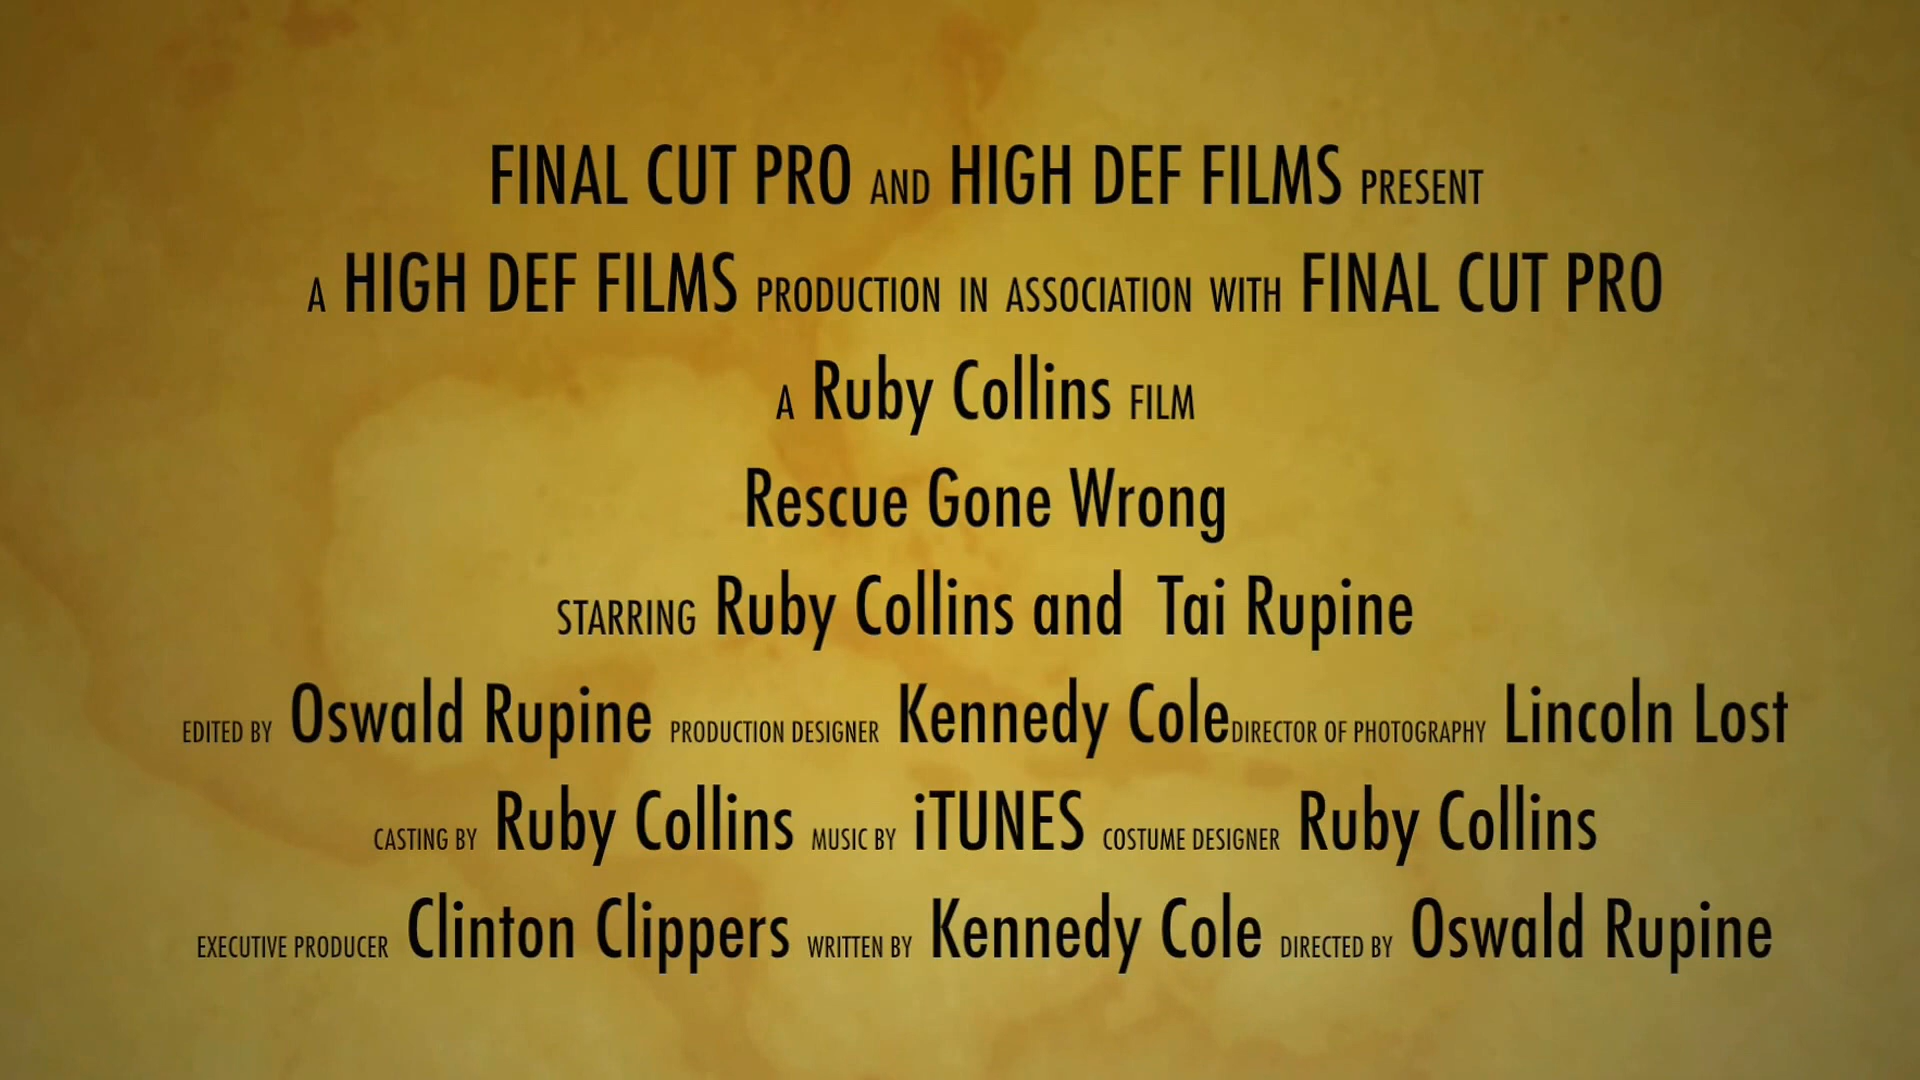 FINAL CUT PRO AND HIGH DEF FILMS PRESENT
A HIGH DEF FILMS PRODUCTION IN ASSOCIATION WITH FINAL CUT PRO
A Ruby Collins FILM
Rescue Gone Wrong
STARRING Ruby Collins and Tai Rupine
EDITED BY Oswald Rupine PRODUCTION DESIGNER Kennedy ColeDIRECTOR OF PHOTOGRAPHY Lincoln Lost
CASTING BY Ruby Collins MUSIC BY iTUNES COSTUME DESIGNER Ruby Collins
EXECUTIVE PRODUCER Clinton Clippers WRITTEN BY Kennedy Cole DIRECTED BY Oswald Rupine